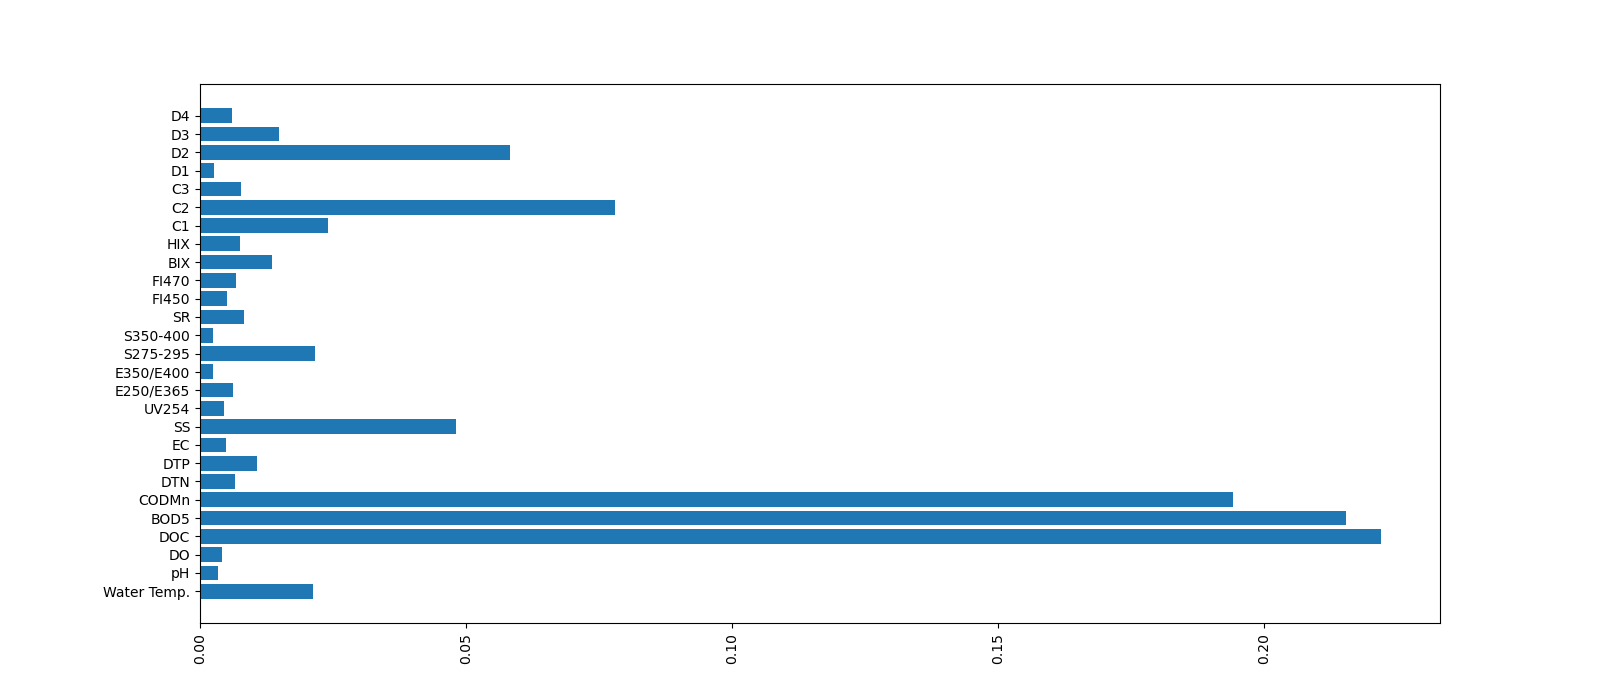 D4
D3
D2
D1
C3
C2
C1
HIX
BIX
FI470
FI450
SR
S350-400
S275-295
E350/E400
E250/E365
UV254
SS
EC
DTP
DTN
CODMn
BOD5
DOC
DO
pH
Water Temp.
0.00
0.05
0.10
0.15
0.20